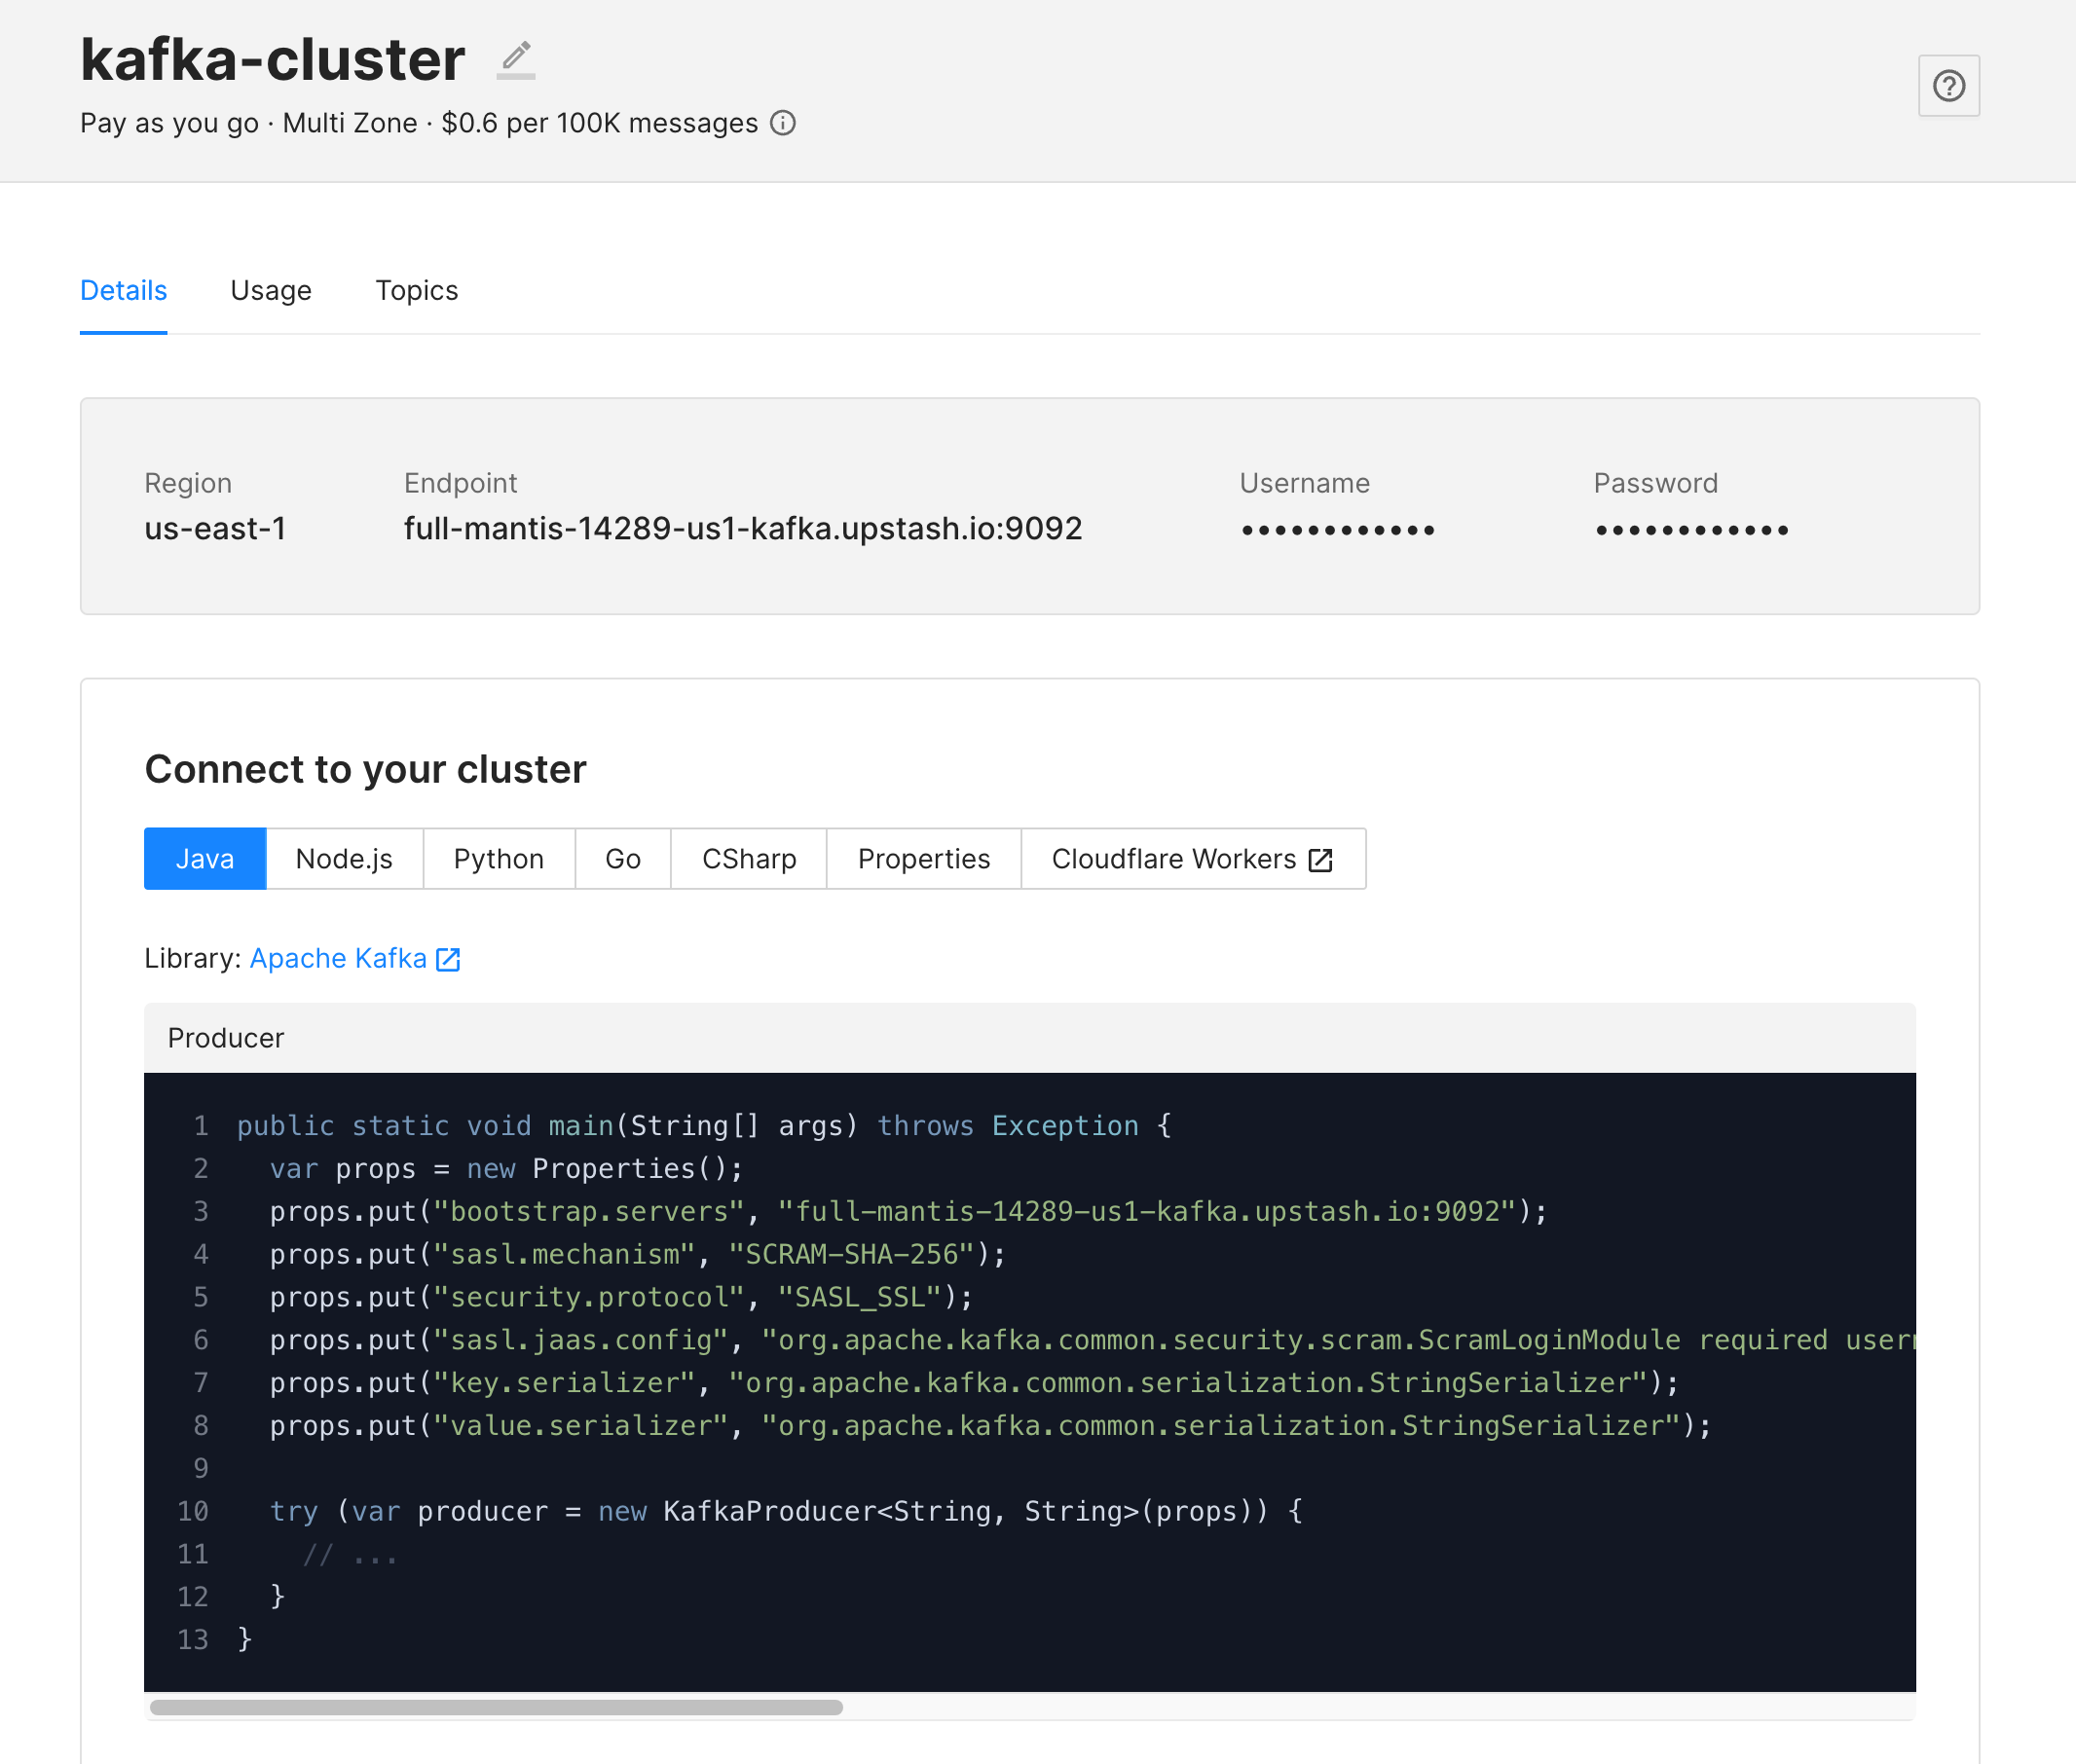 kafka-cluster
Pay as you go · Multi Zone · $0.6 per 100K messages
Details Usage Topics
Region Endpoint Username Password
us-east-1 full-mantis-14289-us1-kafka.upstash.io:9092 •••••••••••• ••••••••••••
Connect to your cluster
Java Node.js Python Go CSharp Properties Cloudflare Workers
Library: Apache Kafka
Producer
1 public static void main(String[] args) throws Exception {
2   var props = new Properties();
3   props.put("bootstrap.servers", "full-mantis-14289-us1-kafka.upstash.io:9092");
4   props.put("sasl.mechanism", "SCRAM-SHA-256");
5   props.put("security.protocol", "SASL_SSL");
6   props.put("sasl.jaas.config", "org.apache.kafka.common.security.scram.ScramLoginModule required
7   props.put("key.serializer", "org.apache.kafka.common.serialization.StringSerializer");
8   props.put("value.serializer", "org.apache.kafka.common.serialization.StringSerializer");
9
10   try (var producer = new KafkaProducer<String, String>(props)) {
11     // ...
12   }
13 }